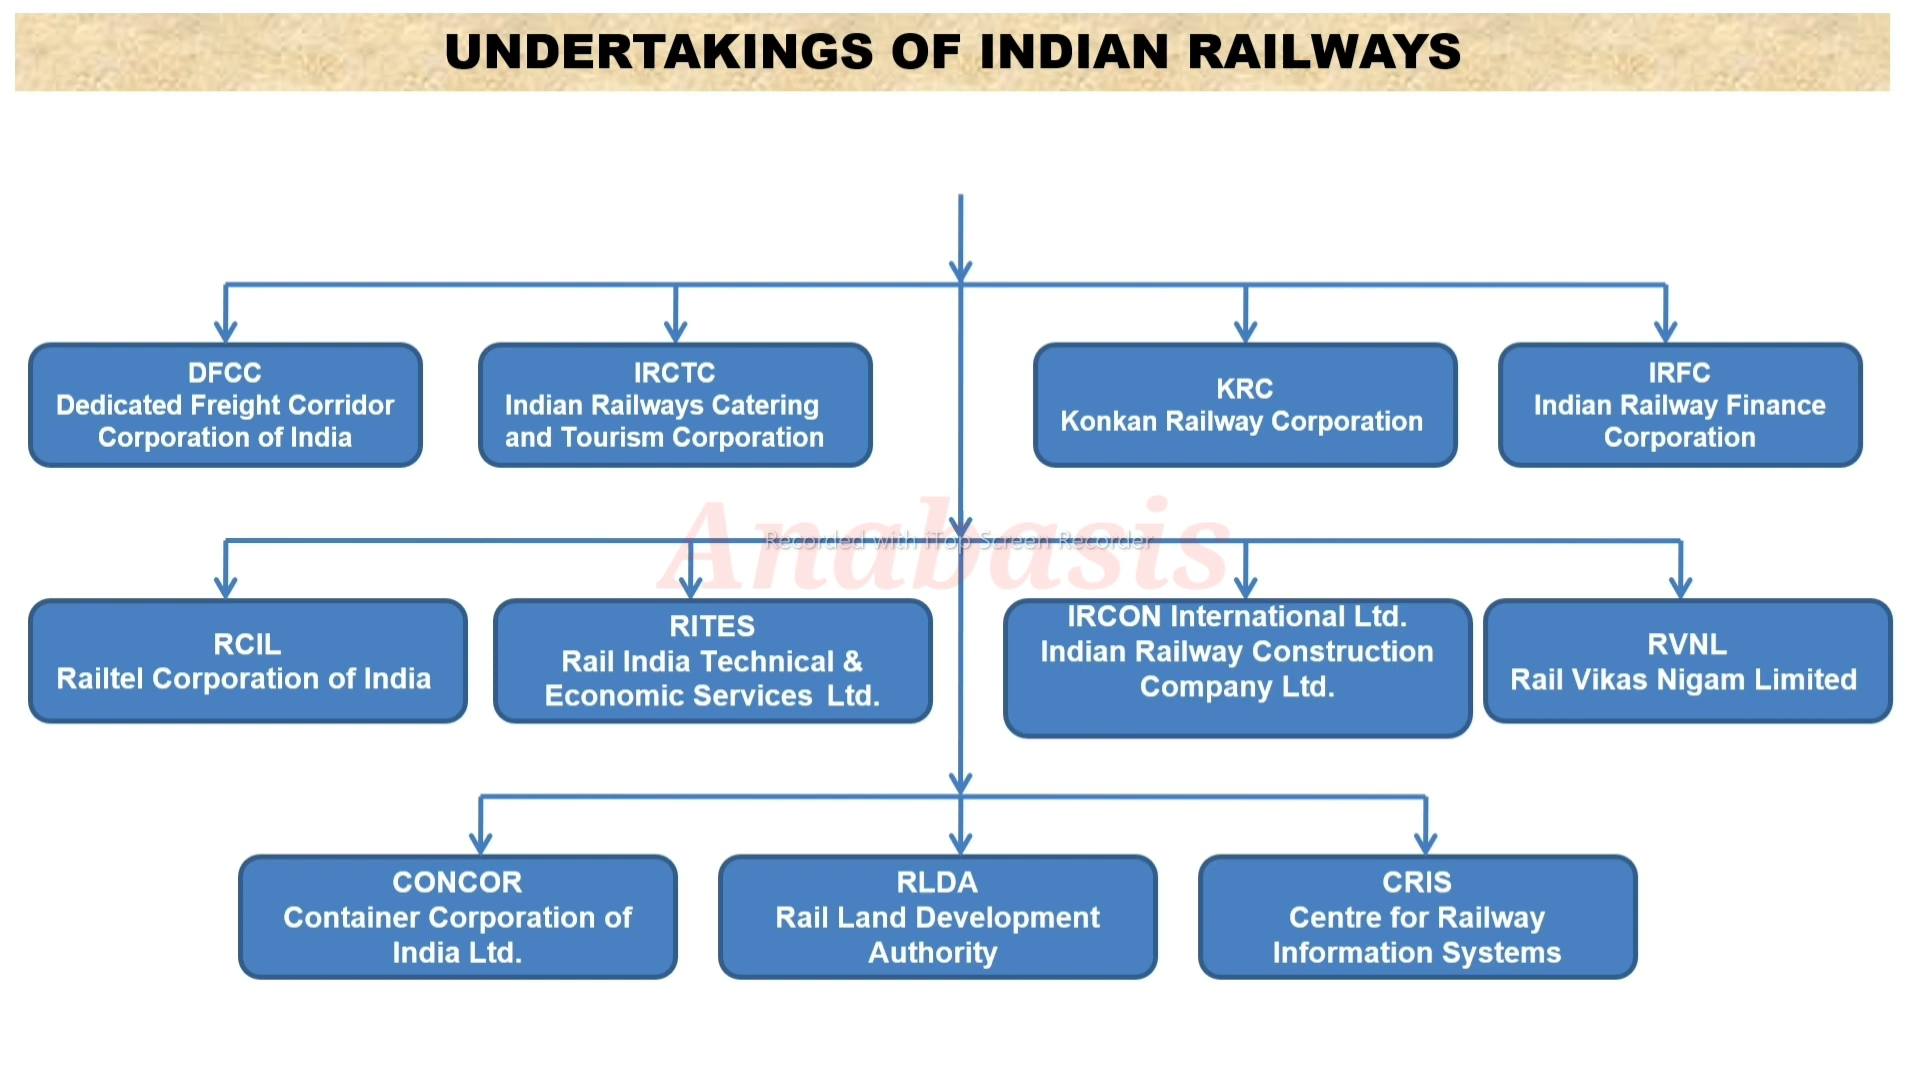 UNDERTAKINGS OF INDIAN RAILWAYS
DFCC
Dedicated Freight Corridor
Corporation of India
IRCTC
Indian Railways Catering
and Tourism Corporation
KRC
Konkan Railway Corporation
IRFC
Indian Railway Finance
Corporation
Anabasis
Recorded with iTop Screen Recorder
RCIL
Railtel Corporation of India
RITES
Rail India Technical &
Economic Services Ltd.
IRCON International Ltd.
Indian Railway Construction
Company Ltd.
RVNL
Rail Vikas Nigam Limited
CONCOR
Container Corporation of
India Ltd.
RLDA
Rail Land Development
Authority
CRIS
Centre for Railway
Information Systems